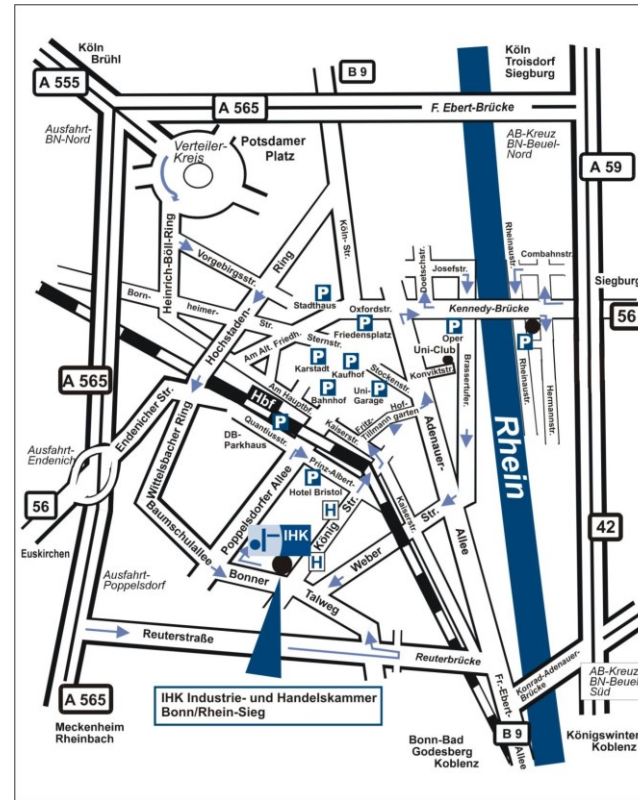 Köln
Brühl
A 555
A 565
B 9
Köln
Troisdorf
Siegburg
F. Ebert-Brücke
Ausfahrt-
BN-Nord
Verteiler-
Kreis
Potsdamer
Platz
AB-Kreuz
BN-Beuel-
Nord
A 59
Heinrich-Böll-Ring
Vorgebirgsstr.
Hochstaden-
Ring
Köln-Str.
Born-
heimer-
Str.
Am Alt. Friedh.
P
Stadthaus
Oxfordstr.
P
Friedensplatz
Sternstr.
P
Karstadt
P
Kaufhof
P
Bahnhof
P
Uni-
Garage
Stockenstr.
Doetschstr.
Josefstr.
Rheinaustr.
Combahnstr.
Siegburg
56
Kennedy-Brücke
P
Oper
Uni-Club
Konviktstr.
Brassertufer.
P
Rheinaustr.
Hermannstr.
Rhein
A 565
Endenicher Str.
Wittelsbacher Ring
Baumschulallee
Hbf
Am Hauptbf
P
DB-
Parkhaus
Quantiusstr.
Poppelsdorfer Allee
Prinz-Albert-
P
Hotel Bristol
H
König
Str.
H
Kaiserstr.
Fritz-
Tillmann
Hof-
garten
Adenauer-
Allee
Kaiserstr.
Weber
Str.
Ausfahrt-
Endenich
56
Euskirchen
42
Ausfahrt-
Poppelsdorf
IHK
Bonner
Talweg
Reuterstraße
Reuterbrücke
Fr.-Ebert-
Allee
Konrad-Adenauer-
Brücke
AB-Kreuz
BN-Beuel
Süd
A 565
Meckenheim
Rheinbach
IHK Industrie- und Handelskammer
Bonn/Rhein-Sieg
Bonn-Bad
Godesberg
Koblenz
B 9
Königswinter
Koblenz